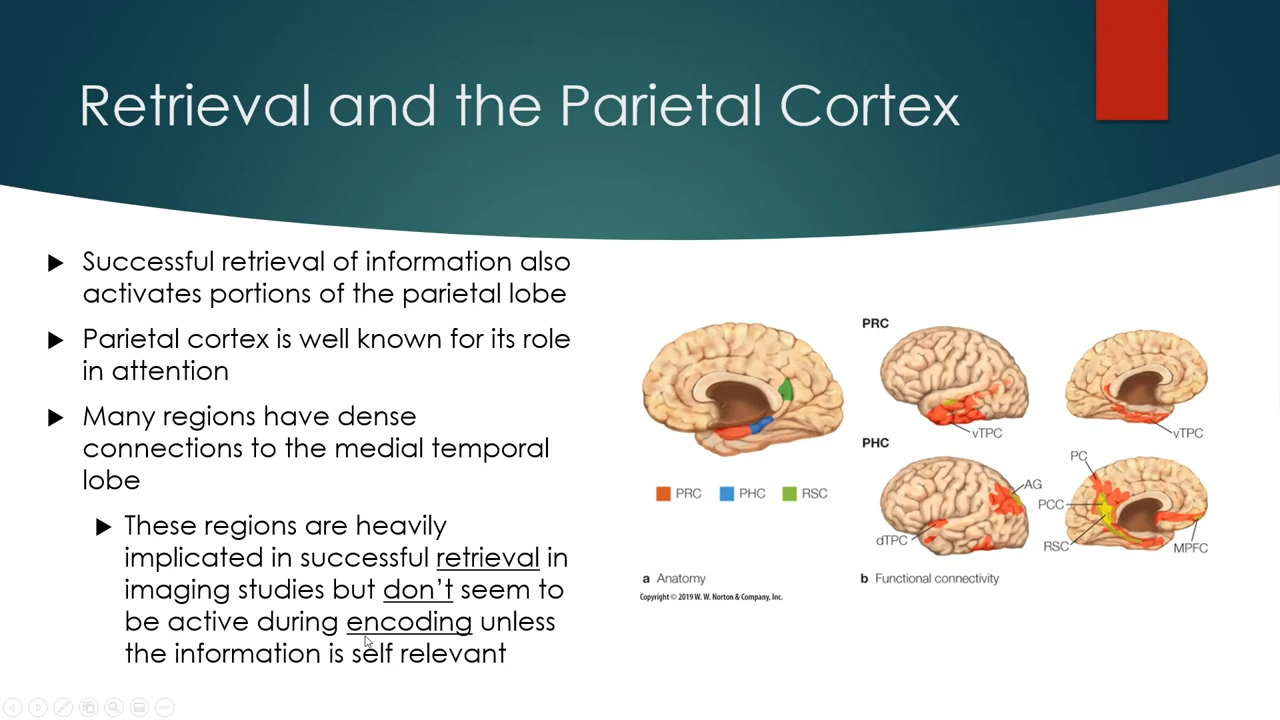 Retrieval and the Parietal Cortex
Successful retrieval of information also
activates portions of the parietal lobe
Parietal cortex is well known for its role
in attention
Many regions have dense
connections to the medial temporal
lobe
These regions are heavily
implicated in successful retrieval in
imaging studies but don't seem to
be active during encoding unless
the information is self relevant
PRC PHC RSC
a Anatomy
Copyright © 2019 W. W. Norton & Company, Inc.
PRC
vTPC
vTPC
PHC
dTPC
AG
PC
PCC
RSC
MPFC
b Functional connectivity